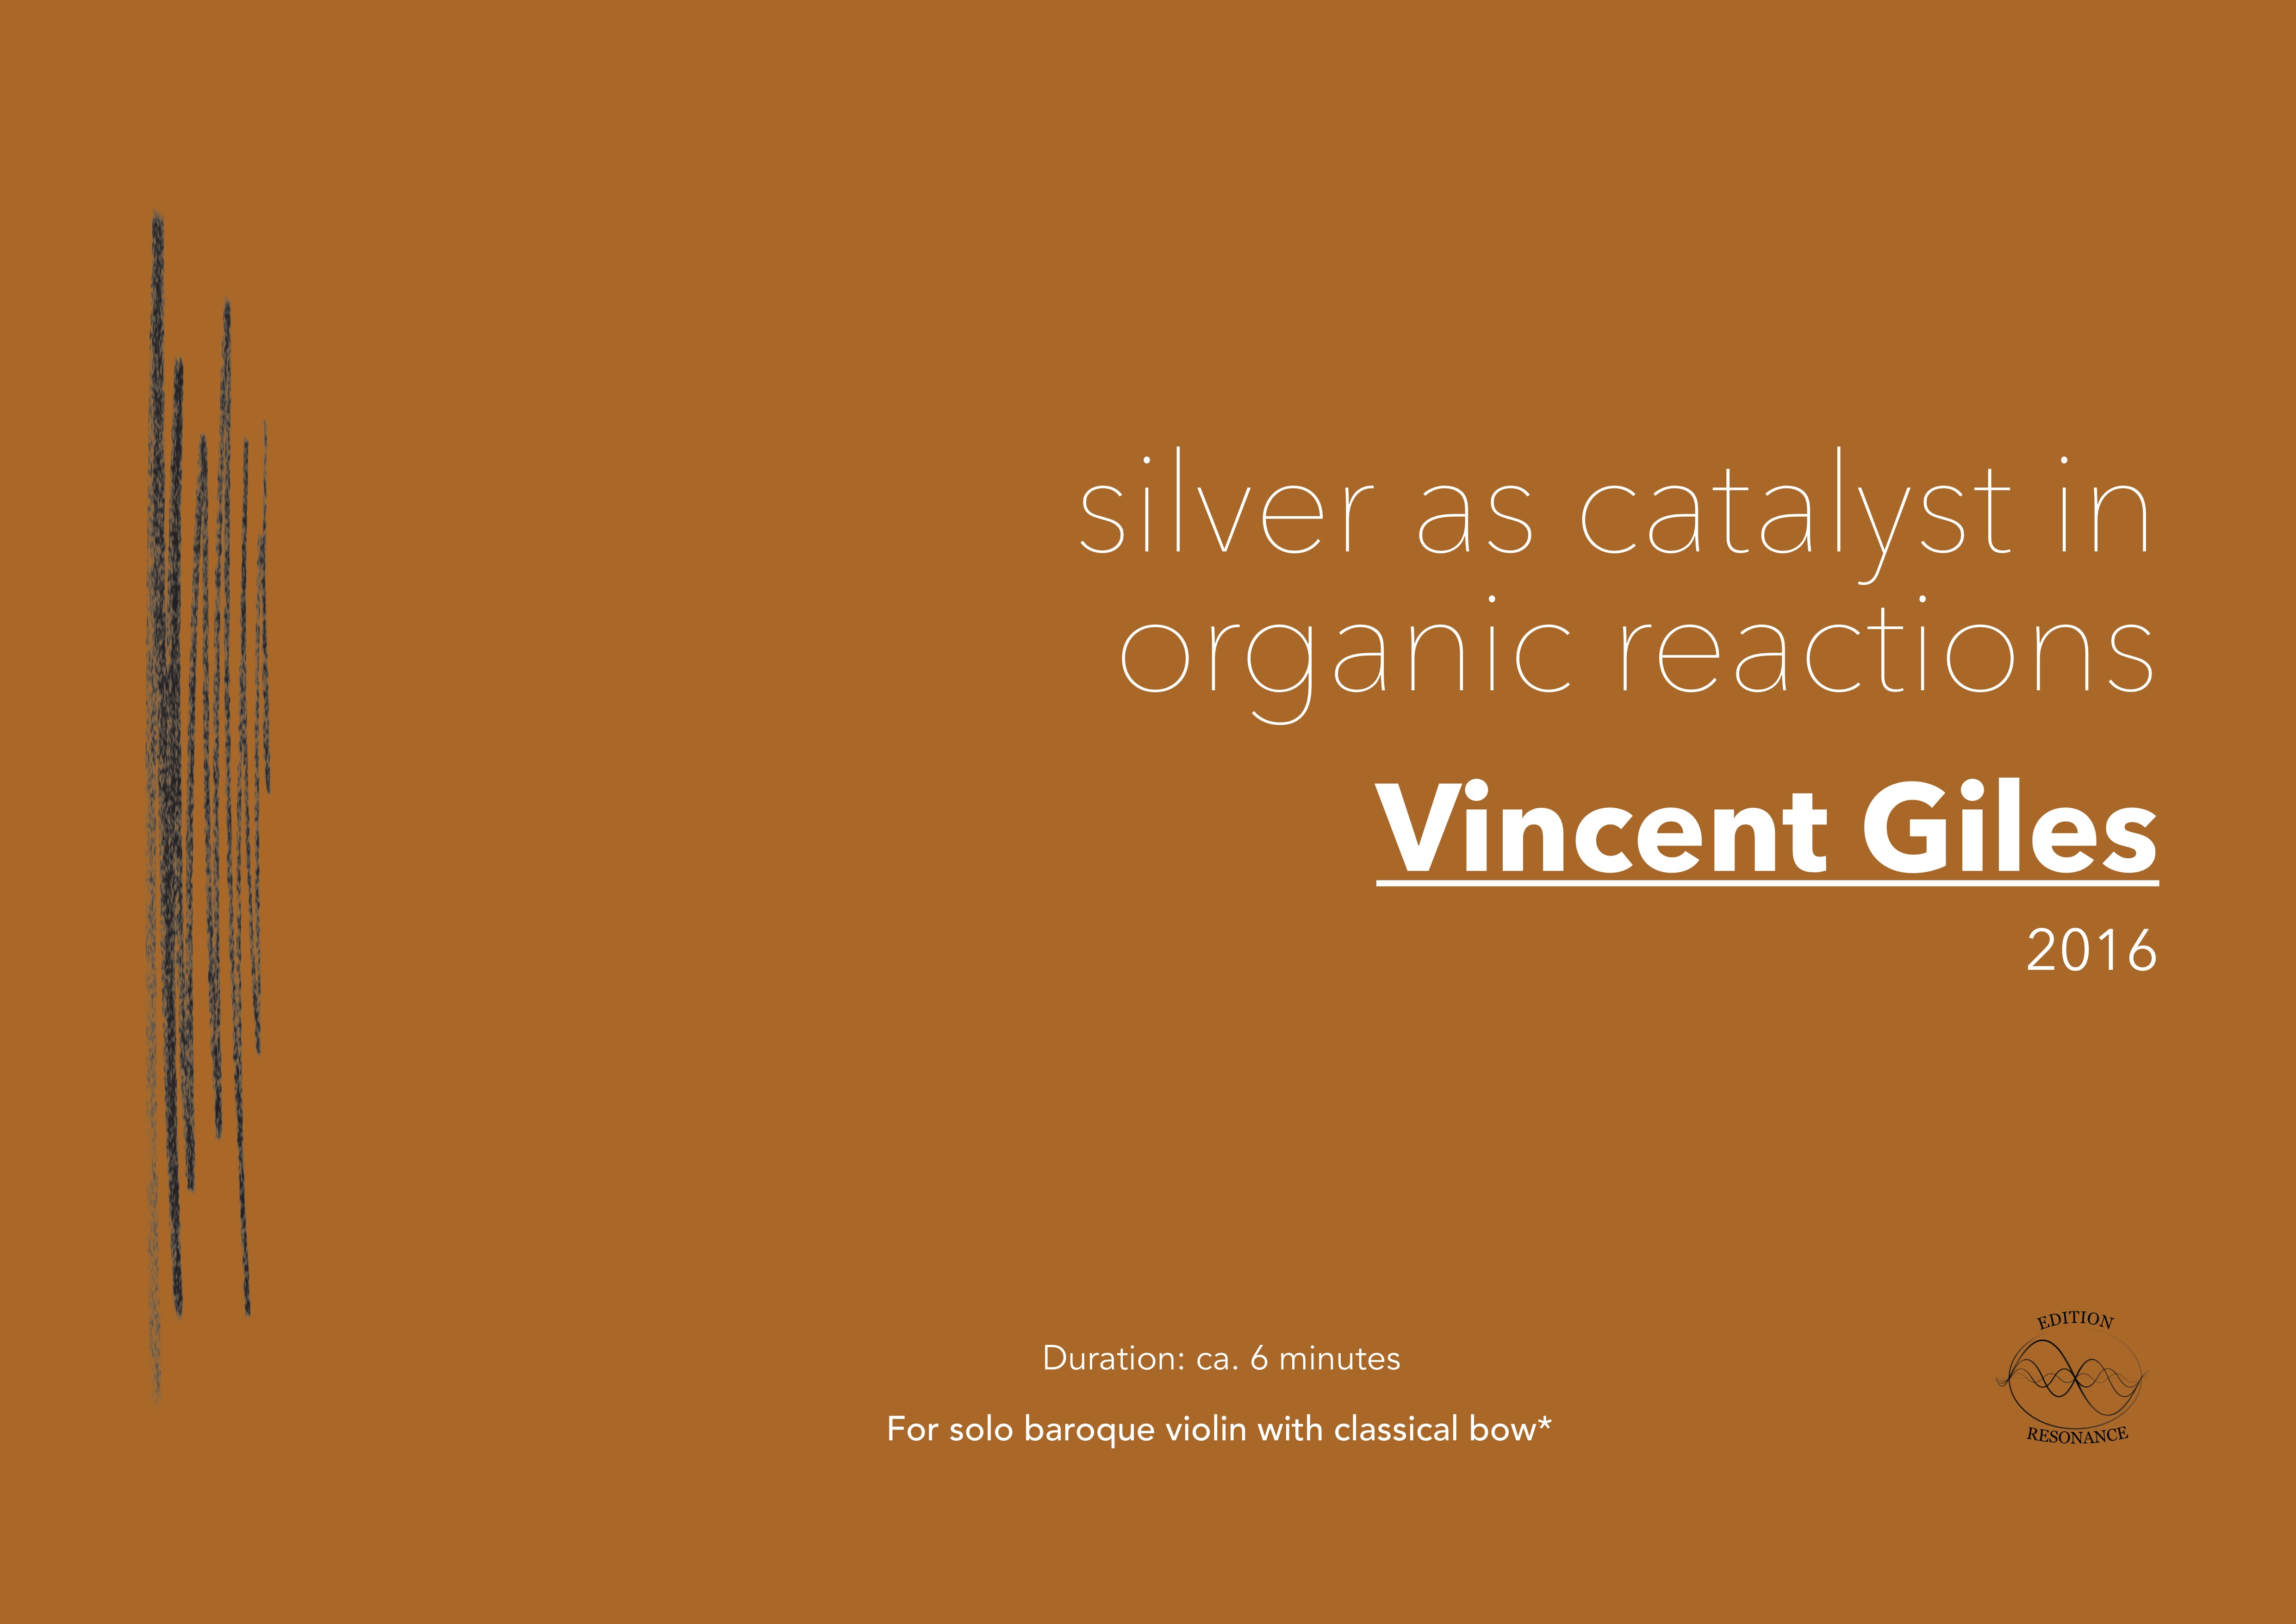 silver as catalyst in
organic reactions
Vincent Giles
2016
Duration: ca. 6 minutes
For solo baroque violin with classical bow*
EDITION
RESONANCE